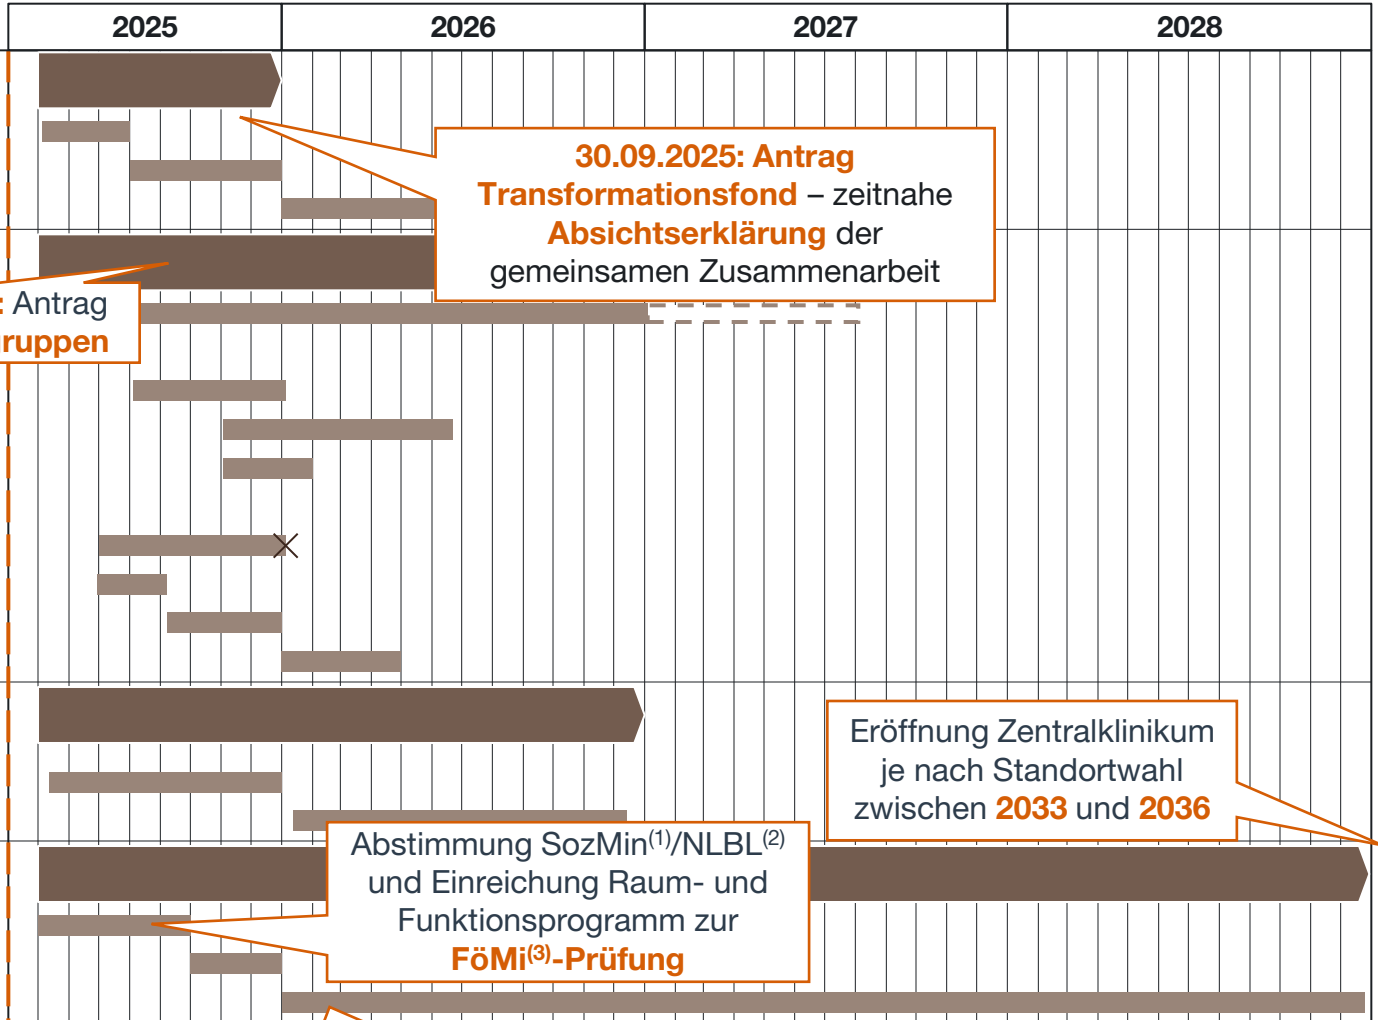 2025 2026 2027 2028
30.09.2025: Antrag
Transformationsfond – zeitnahe
Absichtserklärung der
gemeinsamen Zusammenarbeit
: Antrag
ruppen
Eröffnung Zentralklinikum
je nach Standortwahl
zwischen 2033 und 2036
Abstimmung SozMin(1)/NLBL(2)
und Einreichung Raum- und
Funktionsprogramm zur
FöMi(3)-Prüfung